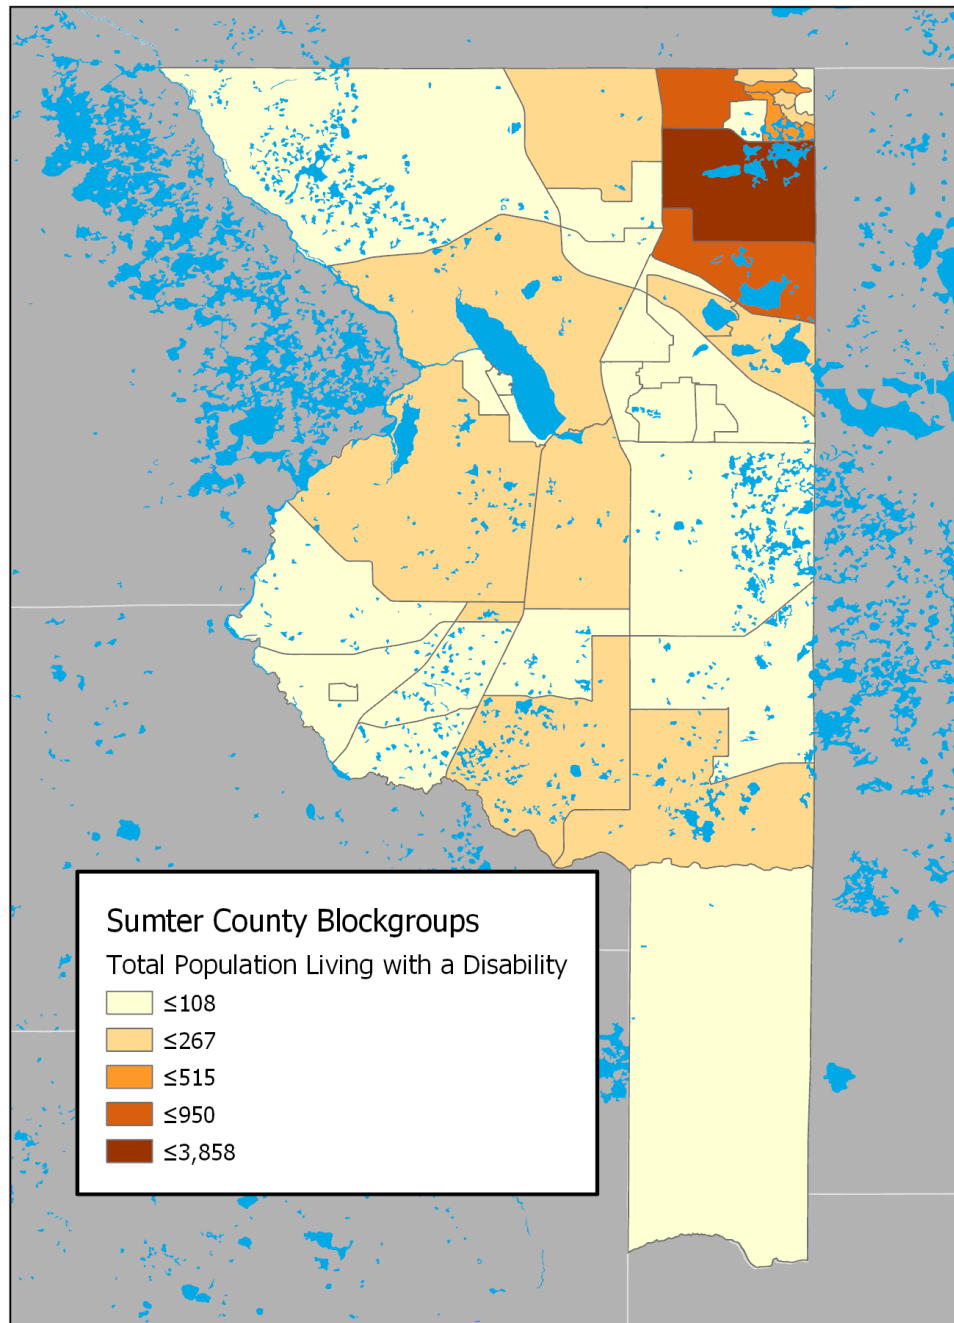 Sumter County Blockgroups
Total Population Living with a Disability
≤108
≤267
≤515
≤950
≤3,858